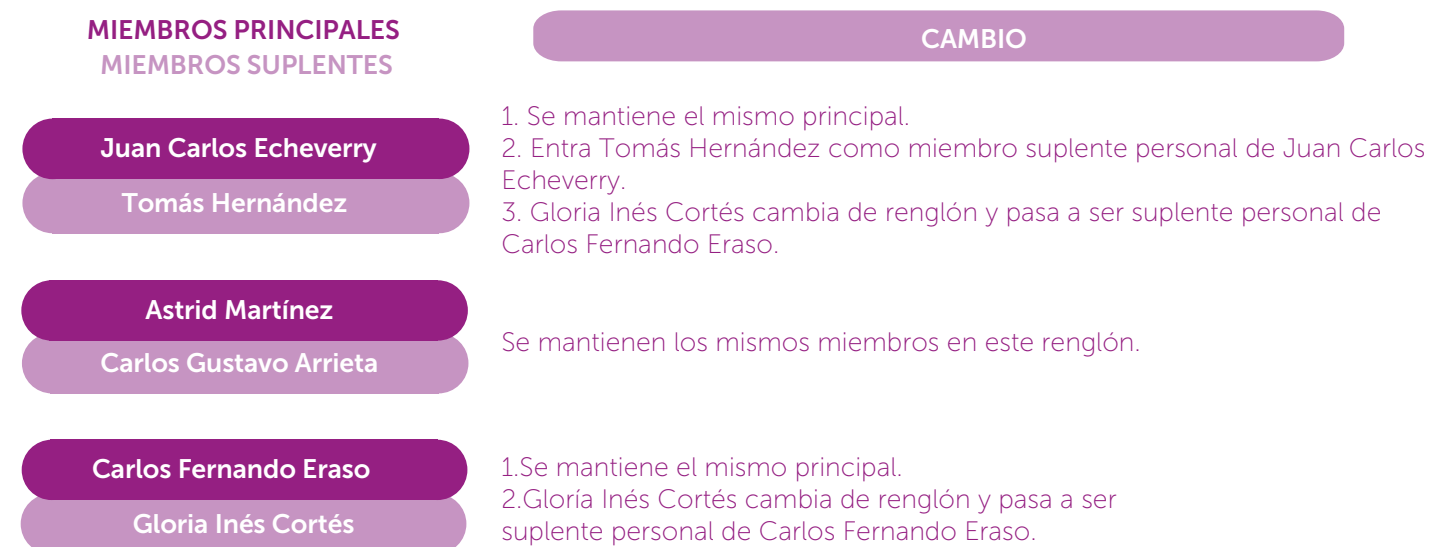 MIEMBROS PRINCIPALES
MIEMBROS SUPLENTES
CAMBIO
Juan Carlos Echeverry
Tomás Hernández
1. Se mantiene el mismo principal.
2. Entra Tomás Hernández como miembro suplente personal de Juan Carlos
Echeverry.
3. Gloria Inés Cortés cambia de renglón y pasa a ser suplente personal de
Carlos Fernando Eraso.
Astrid Martínez
Carlos Gustavo Arrieta
Se mantienen los mismos miembros en este renglón.
Carlos Fernando Eraso
Gloria Inés Cortés
1.Se mantiene el mismo principal.
2.Gloría Inés Cortés cambia de renglón y pasa a ser
suplente personal de Carlos Fernando Eraso.